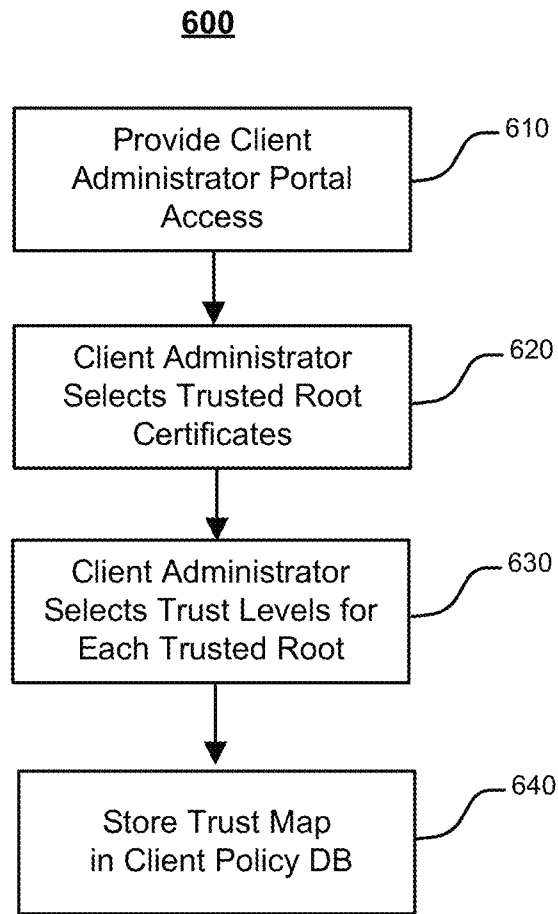 600
Provide Client
Administrator Portal
Access
610
Client Administrator
Selects Trusted Root
Certificates
620
Client Administrator
Selects Trust Levels for
Each Trusted Root
630
Store Trust Map
in Client Policy DB
640